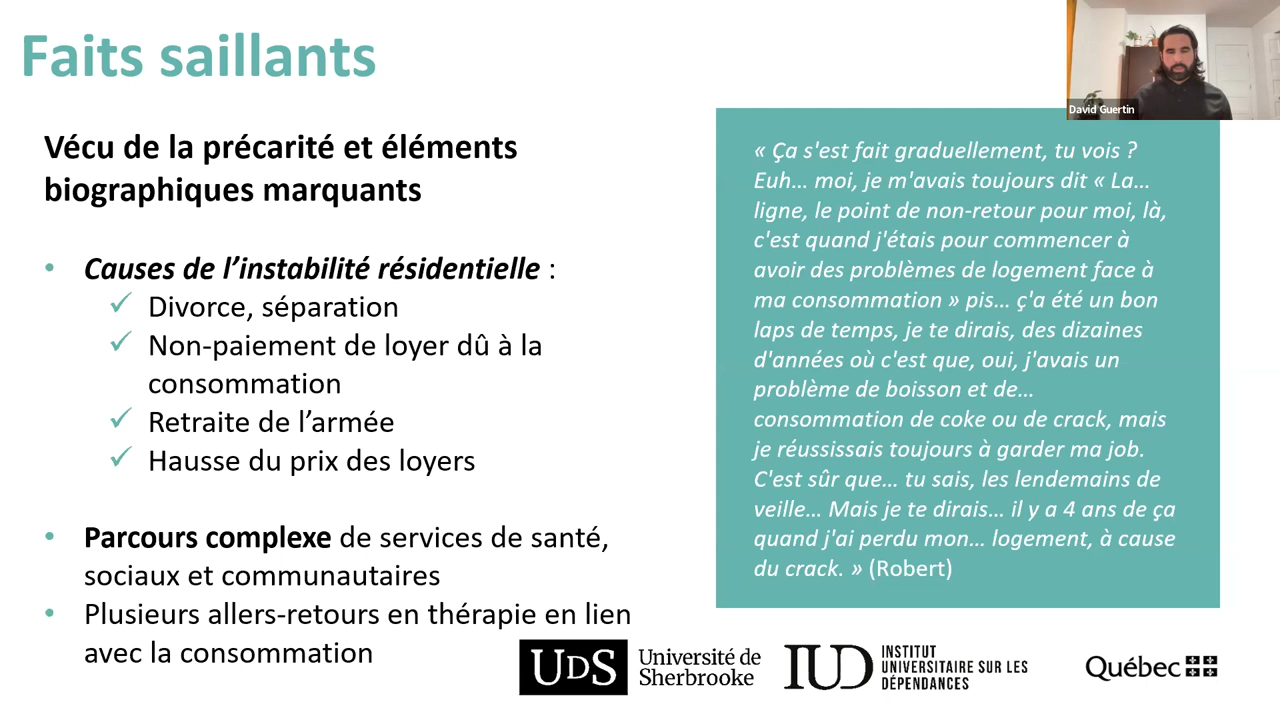 Faits saillants
David Guertin
Vécu de la précarité et éléments
biographiques marquants
• Causes de l’instabilité résidentielle :
✓ Divorce, séparation
✓ Non-paiement de loyer dû à la
consommation
✓ Retraite de l’armée
✓ Hausse du prix des loyers
• Parcours complexe de services de santé,
sociaux et communautaires
• Plusieurs allers-retours en thérapie en lien
avec la consommation
« Ça s'est fait graduellement, tu vois ?
Euh… moi, je m'avais toujours dit « La…
ligne, le point de non-retour pour moi, là,
c'est quand j'étais pour commencer à
avoir des problèmes de logement face à
ma consommation » pis… ç'a été un bon
laps de temps, je te dirais, des dizaines
d'années où c'est que, oui, j'avais un
problème de boisson et de…
consommation de coke ou de crack, mais
je réussissais toujours à garder ma job.
C'est sûr que… tu sais, les lendemains de
veille… Mais je te dirais… il y a 4 ans de ça
quand j'ai perdu mon… logement, à cause
du crack. » (Robert)
UDS
Université de
Sherbrooke
IUD
INSTITUT
UNIVERSITAIRE SUR LES
DÉPENDANCES
Québec